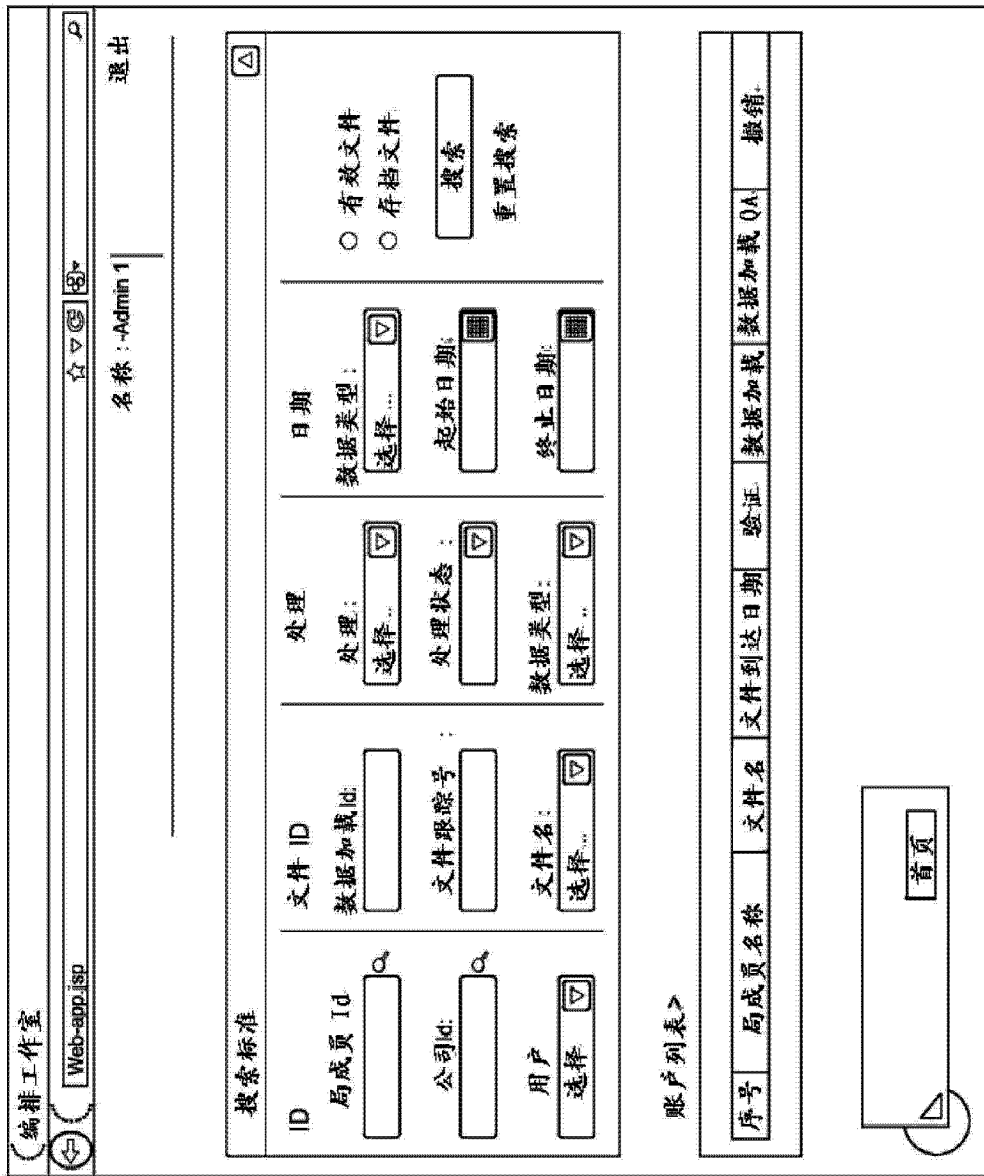 编排工作室
Web-app.jsp
名称:-Admin 1
退出
搜索标准
ID
局成员 Id
公司Id:
用户
选择
文件 ID
数据加载Id:
文件跟踪号:
文件名:
选择...
处理
处理:
选择...
处理状态:
数据类型:
选择..
日期
数据类型:
选择...
起始日期:
终止日期:
有效文件
存档文件
搜索
重置搜索
账户列表>
序号 局成员名称 文件名 文件到达日期 验证 数据加载 数据加载 QA 撤销
首页